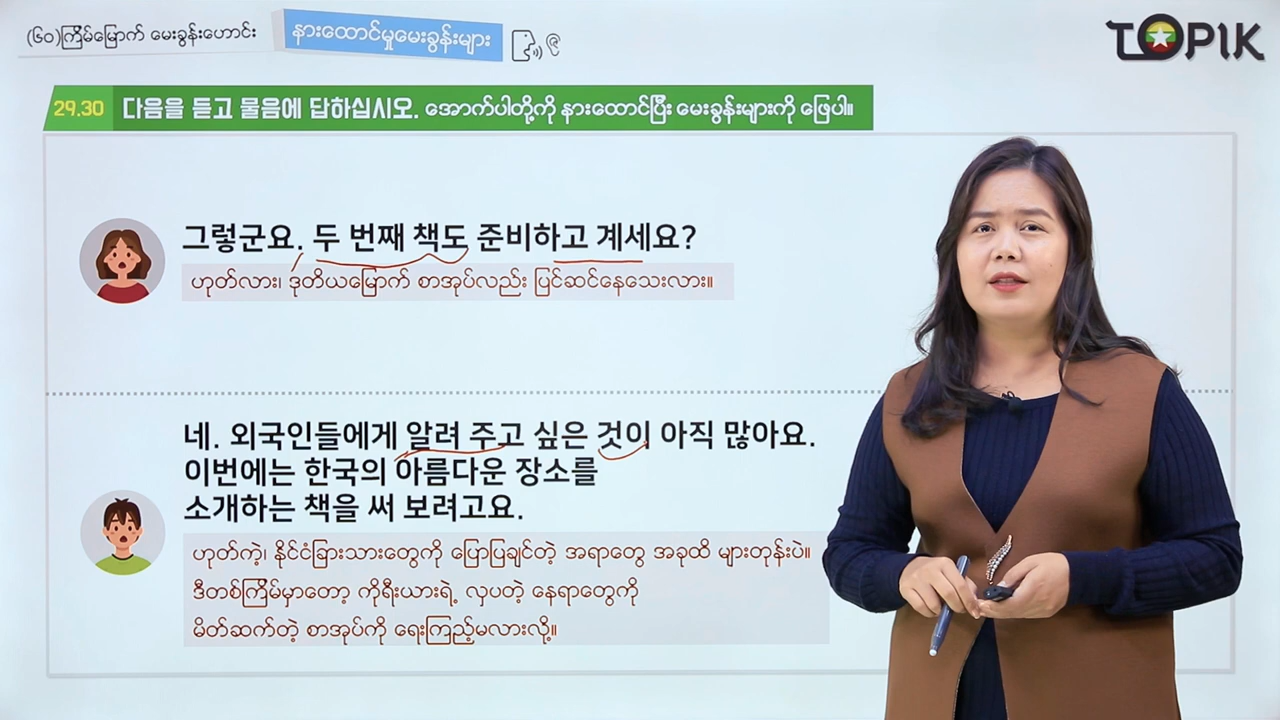 (၆၀)ကြိမ်မြောက် မေးခွန်းဟောင်း
နားထောင်မှုမေးခွန်းများ
TOPIK
29.30 다음을 듣고 물음에 답하십시오. အောက်ပါတို့ကို နားထောင်ပြီး မေးခွန်းများကို ဖြေပါ။
그렇군요. 두 번째 책도 준비하고 계세요?
ဟုတ်လား၊ ဒုတိယမြောက် စာအုပ်လည်း ပြင်ဆင်နေသေးလား။
네. 외국인들에게 알려 주고 싶은 것이 아직 많아요.
이번에는 한국의 아름다운 장소를
소개하는 책을 써 보려고요.
ဟုတ်ကဲ့၊ နိုင်ငံခြားသားတွေကို ပြောပြချင်တဲ့ အရာတွေ အခုထိ များတုန်းပဲ။
ဒီတစ်ကြိမ်မှာတော့ ကိုရီးယားရဲ့ လှပတဲ့ နေရာတွေကို
မိတ်ဆက်တဲ့ စာအုပ်ကို ရေးကြည့်မလားလို့။